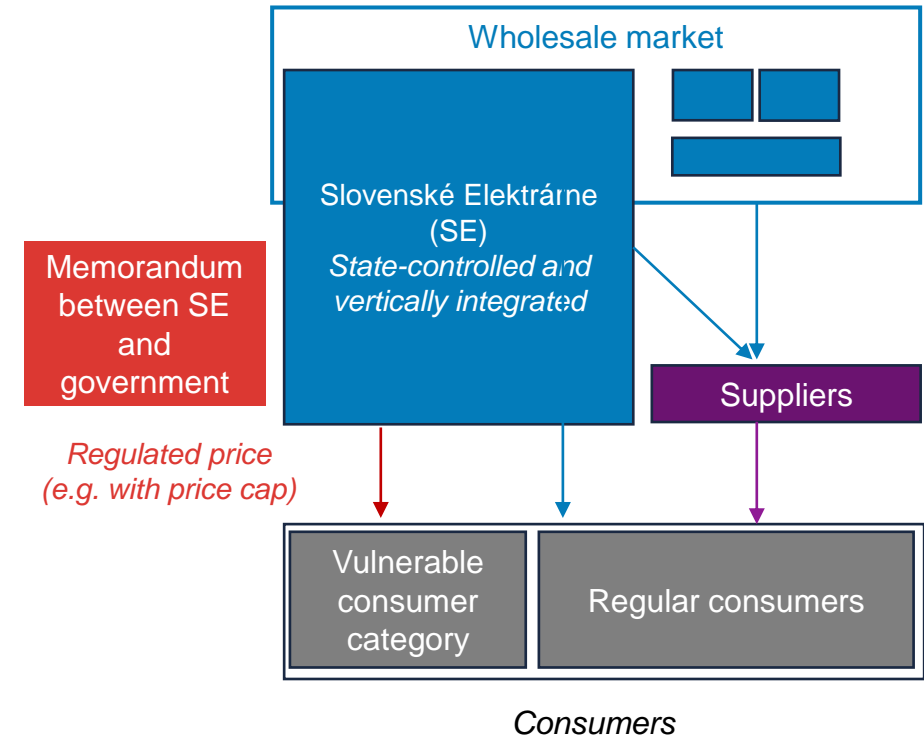 Wholesale market
Slovenské Elektrárne
(SE)
State-controlled and
vertically integrated
Memorandum
between SE
and
government
Suppliers
Regulated price
(e.g. with price cap)
Vulnerable
consumer
category
Regular consumers
Consumers